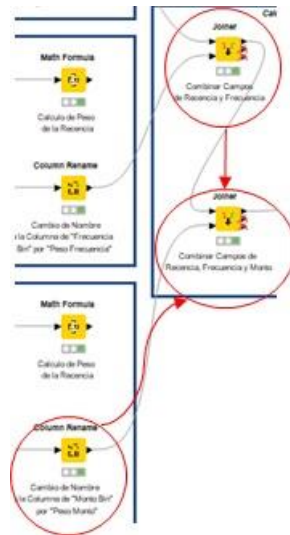 Cal
Joiner
Combinar Campos
de Recencia y Frecuencia
Math Formula
Calculo de Peso
de la Recencia
Column Rename
Cambio de Nombre
la Columna de "Frecuencia
Bin" por "Peso Frecuencia"
Joiner
Combinar Campos de
Recencia, Frecuencia y Monto
Math Formula
Calculo de Peso
de la Recencia
Column Rename
Cambio de Nombre
la Columna de "Monto Bin"
por "Peso Monto"